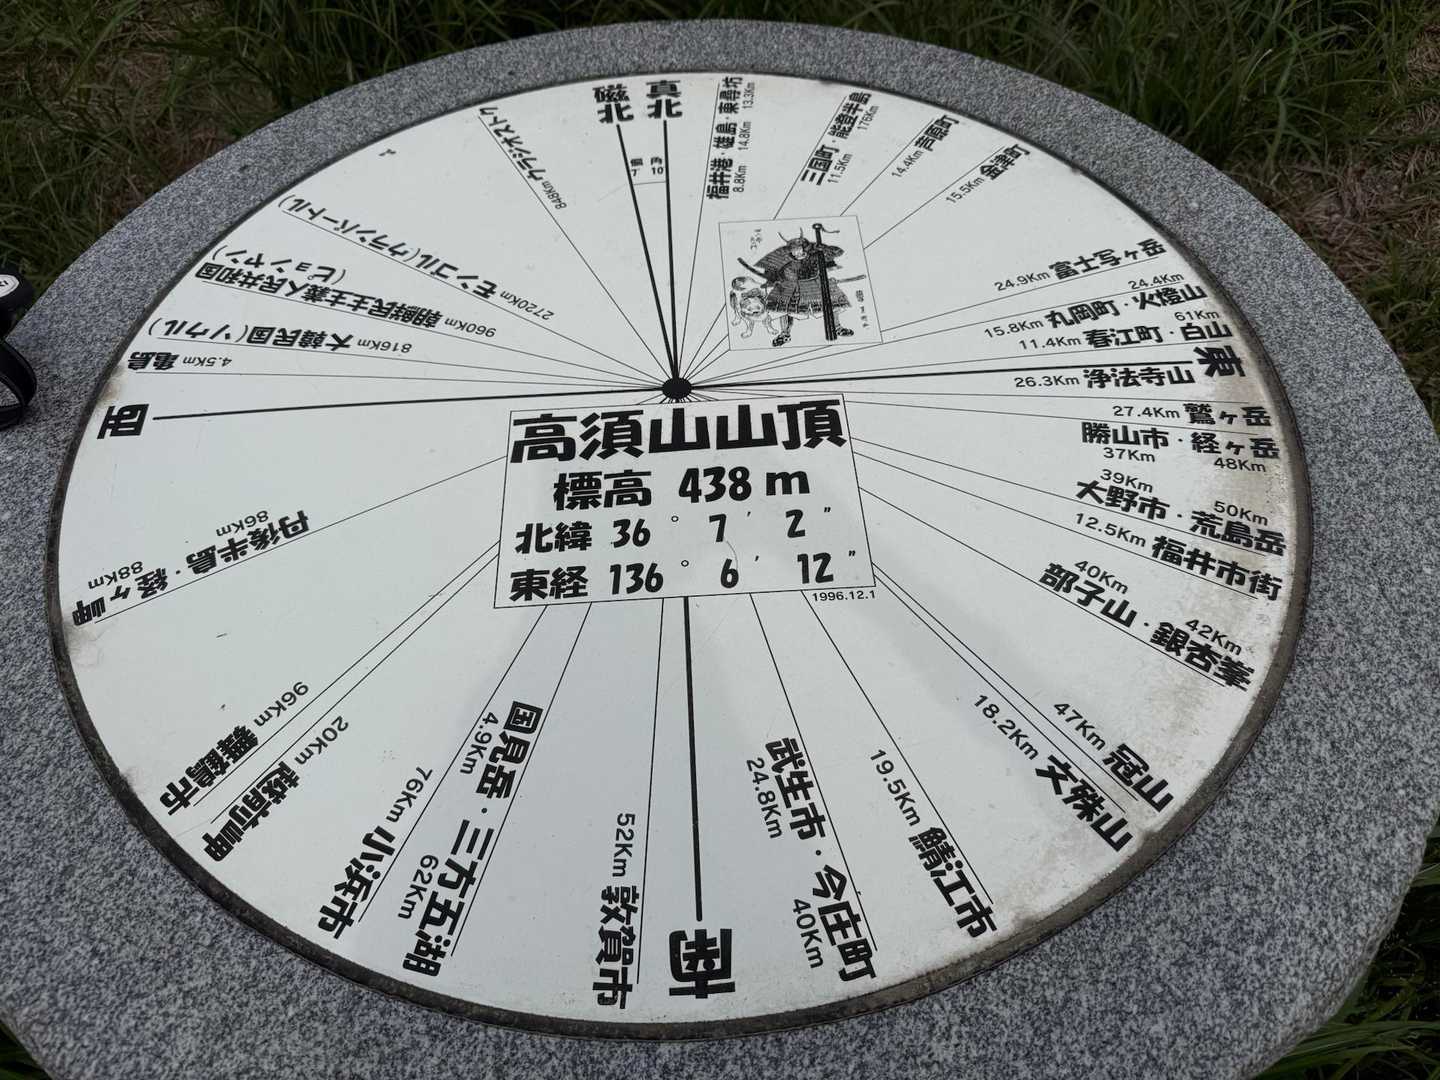 高須山山頂
標高 438 m
北緯 36° 7′ 2″
東経 136° 6′ 12″
1996.12.1
磁北
真北
偏角
福井港・雄島・東尋坊
8.8Km 14.8Km 13.3Km
三国町・能登半島
11.5Km 176Km
芦原町
14.4Km
金津町
15.5Km
24.9Km 富士写ヶ岳
24.4Km
15.8Km 丸岡町・火燈山
61Km
11.4Km 春江町・白山
東
26.3Km 浄法寺山
27.4Km 鷲ヶ岳
勝山市・経ヶ岳
37Km 48Km
39Km 50Km
大野市・荒島岳
12.5Km 福井市街
40Km 42Km
部子山・銀杏峯
47Km 冠山
18.2Km 文殊山
19.5Km 鯖江市
武生市・今庄町
24.8Km 40Km
南
52Km 敦賀市
国見岳・三方五湖
4.9Km 62Km
76Km 小浜市
20Km 越前岬
96Km 舞鶴市
丹後半島・経ヶ岬
86Km 88Km
西
4.5Km 亀島
816Km 大韓民国(ソウル)
960Km 朝鮮民主主義人民共和国
(ピョンヤン)
2720Km モンゴル(ウランバートル)
848Km ウラジオストク